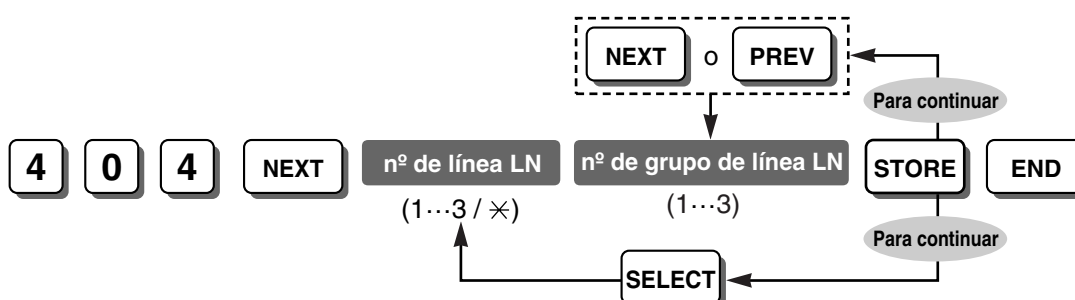 NEXT o PREV
Para continuar
4 0 4 NEXT nº de línea LN nº de grupo de línea LN STORE END
(1···3 / ✳) (1···3)
Para continuar
SELECT